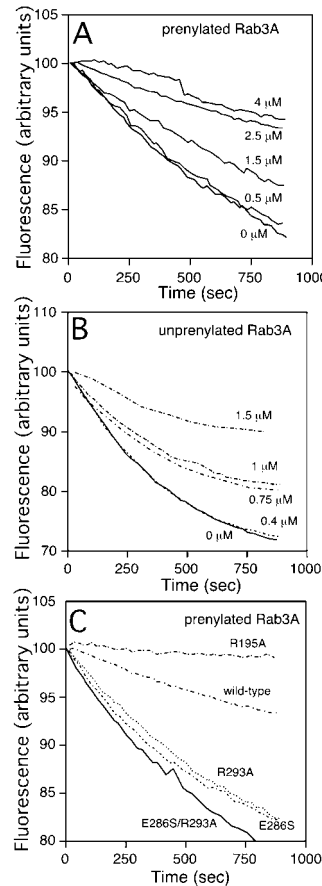 A
prenylated Rab3A
Fluorescence (arbitrary units)
105
100
95
90
85
80
4 μM
2.5 μM
1.5 μM
0.5 μM
0 μM
0 250 500 750 1000
Time (sec)
B
unprenylated Rab3A
Fluorescence (arbitrary units)
110
100
90
80
70
1.5 μM
1 μM
0.75 μM
0.4 μM
0 μM
0 250 500 750 1000
Time (sec)
C
prenylated Rab3A
Fluorescence (arbitrary units)
105
100
95
90
85
80
R195A
wild-type
R293A
E286S
E286S/R293A
0 250 500 750 1000
Time (sec)